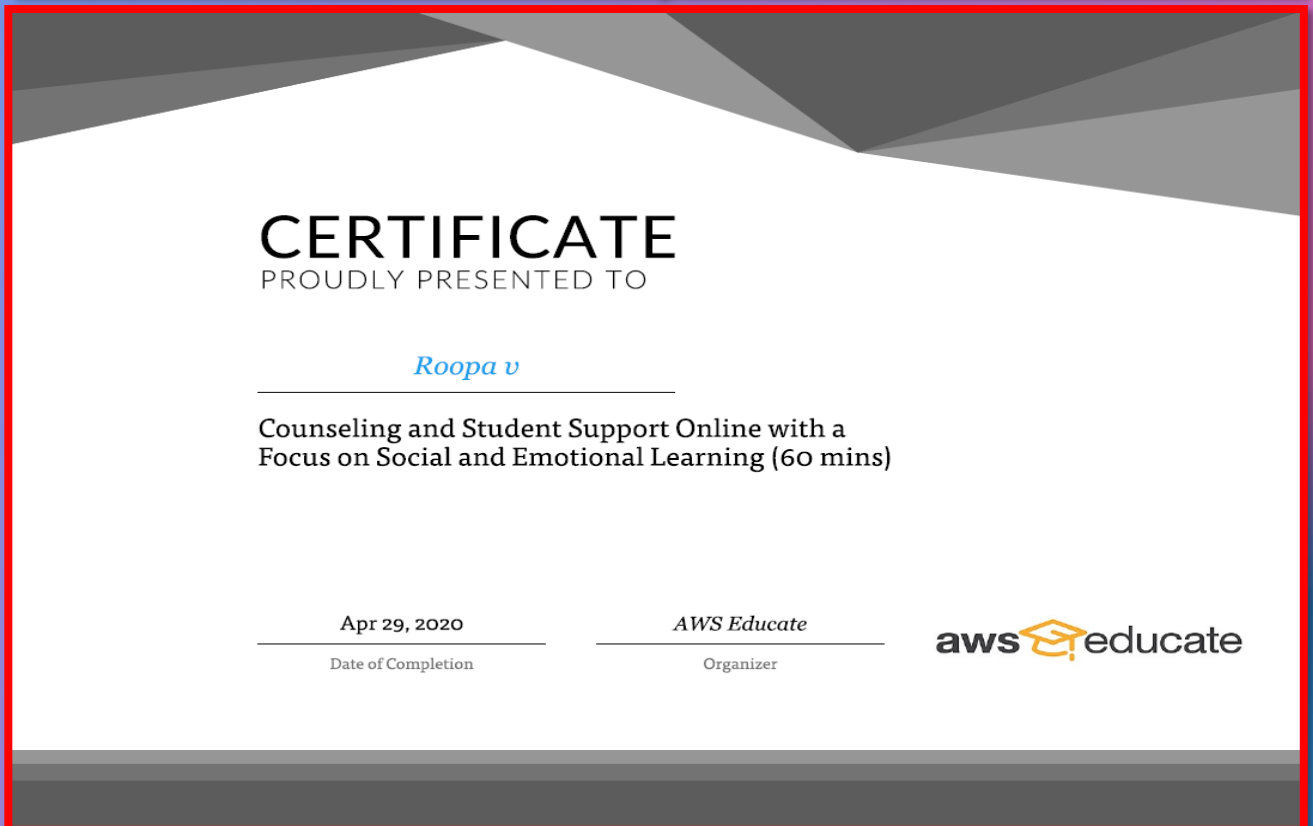 CERTIFICATE
PROUDLY PRESENTED TO
Roopa v
Counseling and Student Support Online with a
Focus on Social and Emotional Learning (60 mins)
Apr 29, 2020
Date of Completion
AWS Educate
Organizer
aws educate